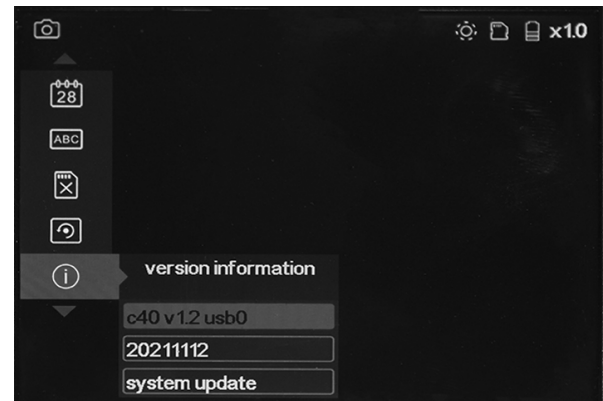 x1.0
28
ABC
version information
c40 v1.2 usb0
20211112
system update